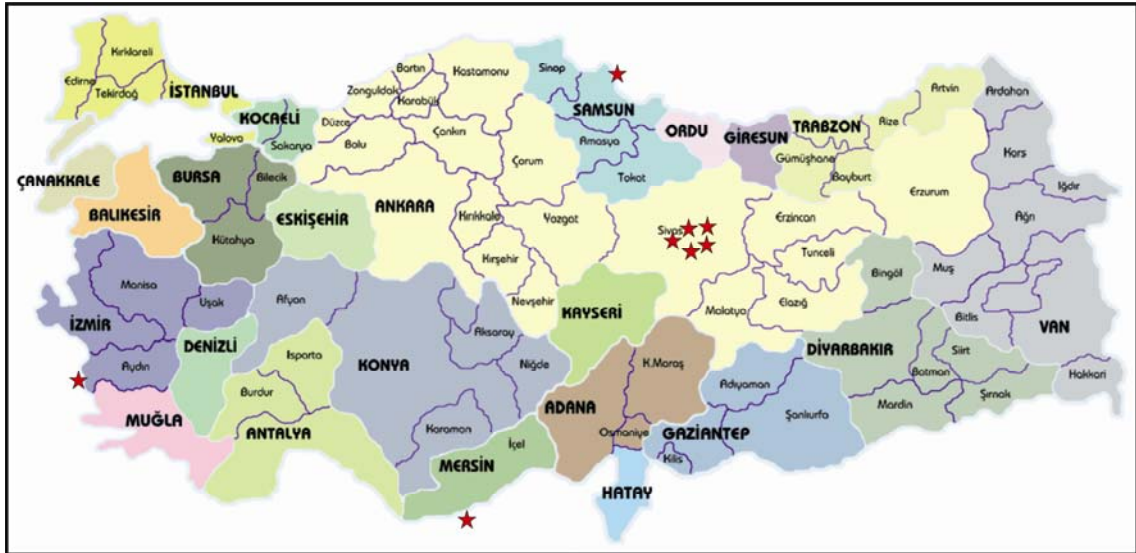 Kırklareli
Edirne
Tekirdağ
İSTANBUL
KOCAELİ
Yalova
Sakarya
Düzce
Zonguldak
Bartın
Karabük
Kastamonu
Bolu
Çankırı
Sinop
SAMSUN
Amasya
Tokat
Çorum
ORDU
GİRESUN
TRABZON
Rize
Artvin
Ardahan
Gümüşhane
Bayburt
Kars
Iğdır
Erzurum
Ağrı
ÇANAKKALE
BALIKESİR
BURSA
Bilecik
Kütahya
ESKİŞEHİR
ANKARA
Kırıkkale
Kırşehir
Yozgat
Nevşehir
Sivas
Erzincan
Tunceli
Elazığ
Malatya
Bingöl
Muş
Bitlis
VAN
Hakkari
Manisa
Uşak
İZMİR
Aydın
DENİZLİ
MUĞLA
Afyon
Isparta
Burdur
ANTALYA
KONYA
Aksaray
Niğde
Karaman
KAYSERİ
İçel
MERSİN
ADANA
K.Maraş
Osmaniye
HATAY
Adıyaman
GAZİANTEP
Kilis
Şanlıurfa
DİYARBAKIR
Mardin
Batman
Siirt
Şırnak